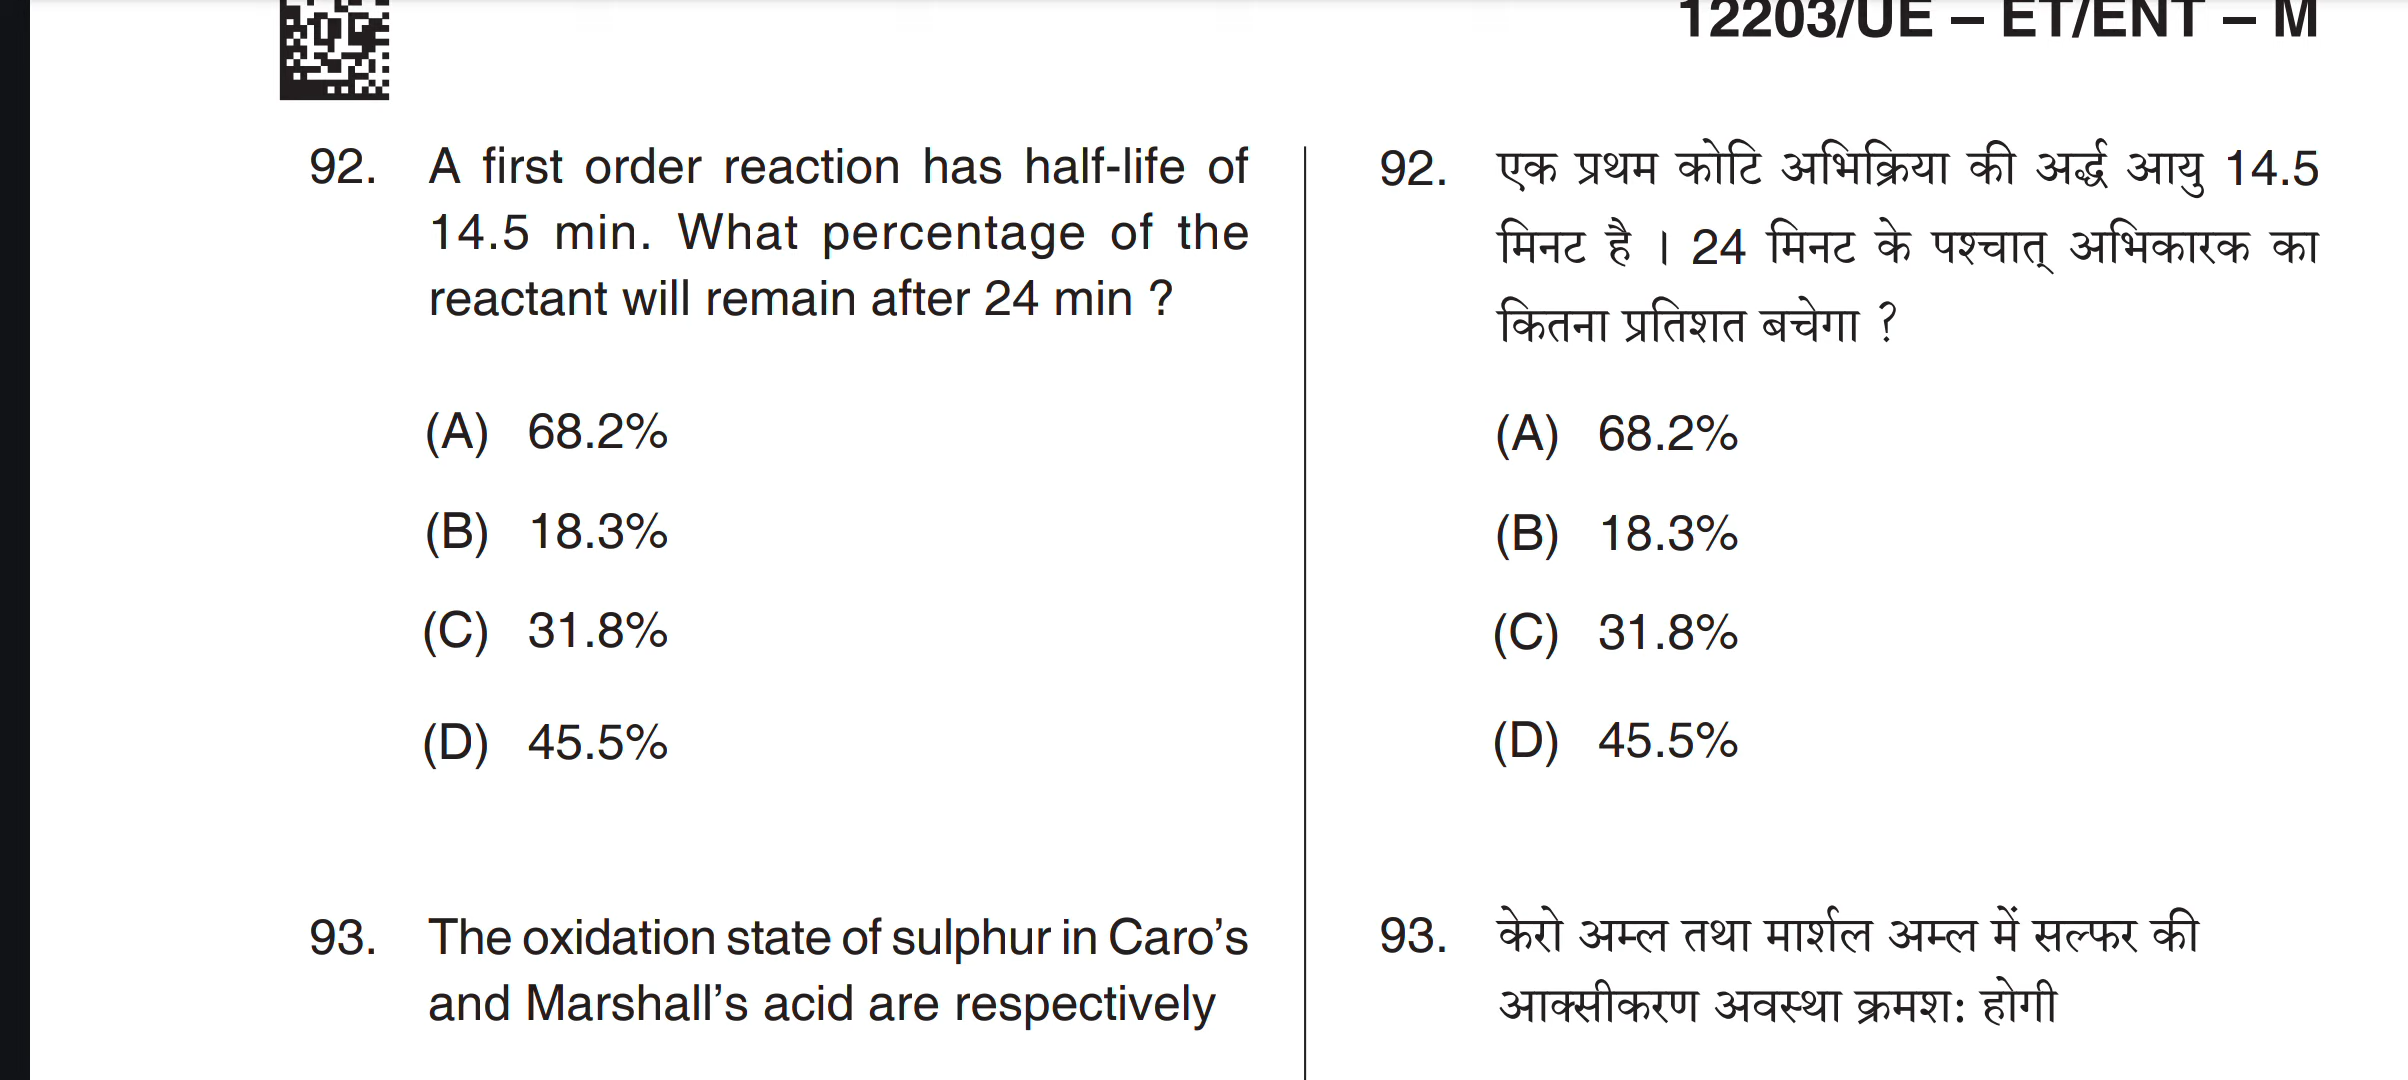 12203/UE – ET/ENT – M
92. A first order reaction has half-life of
14.5 min. What percentage of the
reactant will remain after 24 min ?
(A) 68.2%
(B) 18.3%
(C) 31.8%
(D) 45.5%
93. The oxidation state of sulphur in Caro’s
and Marshall’s acid are respectively
92. एक प्रथम कोटि अभिक्रिया की अर्द्ध आयु 14.5
मिनट है । 24 मिनट के पश्चात् अभिकारक का
कितना प्रतिशत बचेगा ?
(A) 68.2%
(B) 18.3%
(C) 31.8%
(D) 45.5%
93. केरो अम्ल तथा मार्शल अम्ल में सल्फर की
आक्सीकरण अवस्था क्रमश: होगी